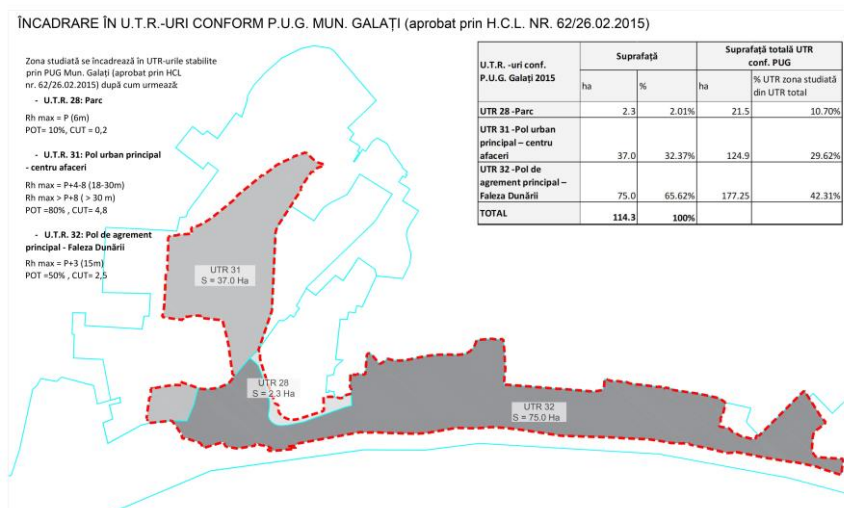 ÎNCADRARE ÎN U.T.R.-URI CONFORM P.U.G. MUN. GALAȚI (aprobat prin H.C.L. NR. 62/26.02.2015)
Zona studiată se încadrează în UTR-urile stabilite
prin PUG Mun. Galați (aprobat prin HCL
nr. 62/26.02.2015) după cum urmează:
- U.T.R. 28: Parc
Rh max = P (6m)
POT= 10%, CUT = 0,2
- U.T.R. 31: Pol urban principal
- centru afaceri
Rh max = P+4-8 (18-30m)
Rh max > P+8 ( > 30 m)
POT =80% , CUT = 4,8
- U.T.R. 32: Pol de agrement
principal - Faleza Dunării
Rh max = P+3 (15m)
POT =50% , CUT= 2,5
U.T.R. -uri conf.
P.U.G. Galați 2015
Suprafață
Suprafață totală UTR
conf. PUG
ha
%
ha
% UTR zona studiată
din UTR total
UTR 28 -Parc 2.3 2.01% 21.5 10.70%
UTR 31 -Pol urban
principal – centru
afaceri 37.0 32.37% 124.9 29.62%
UTR 32 -Pol de
agrement principal –
Faleza Dunării 75.0 65.62% 177.25 42.31%
TOTAL 114.3 100%
UTR 31
S = 37.0 Ha
UTR 28
S = 2.3 Ha
UTR 32
S = 75.0 Ha